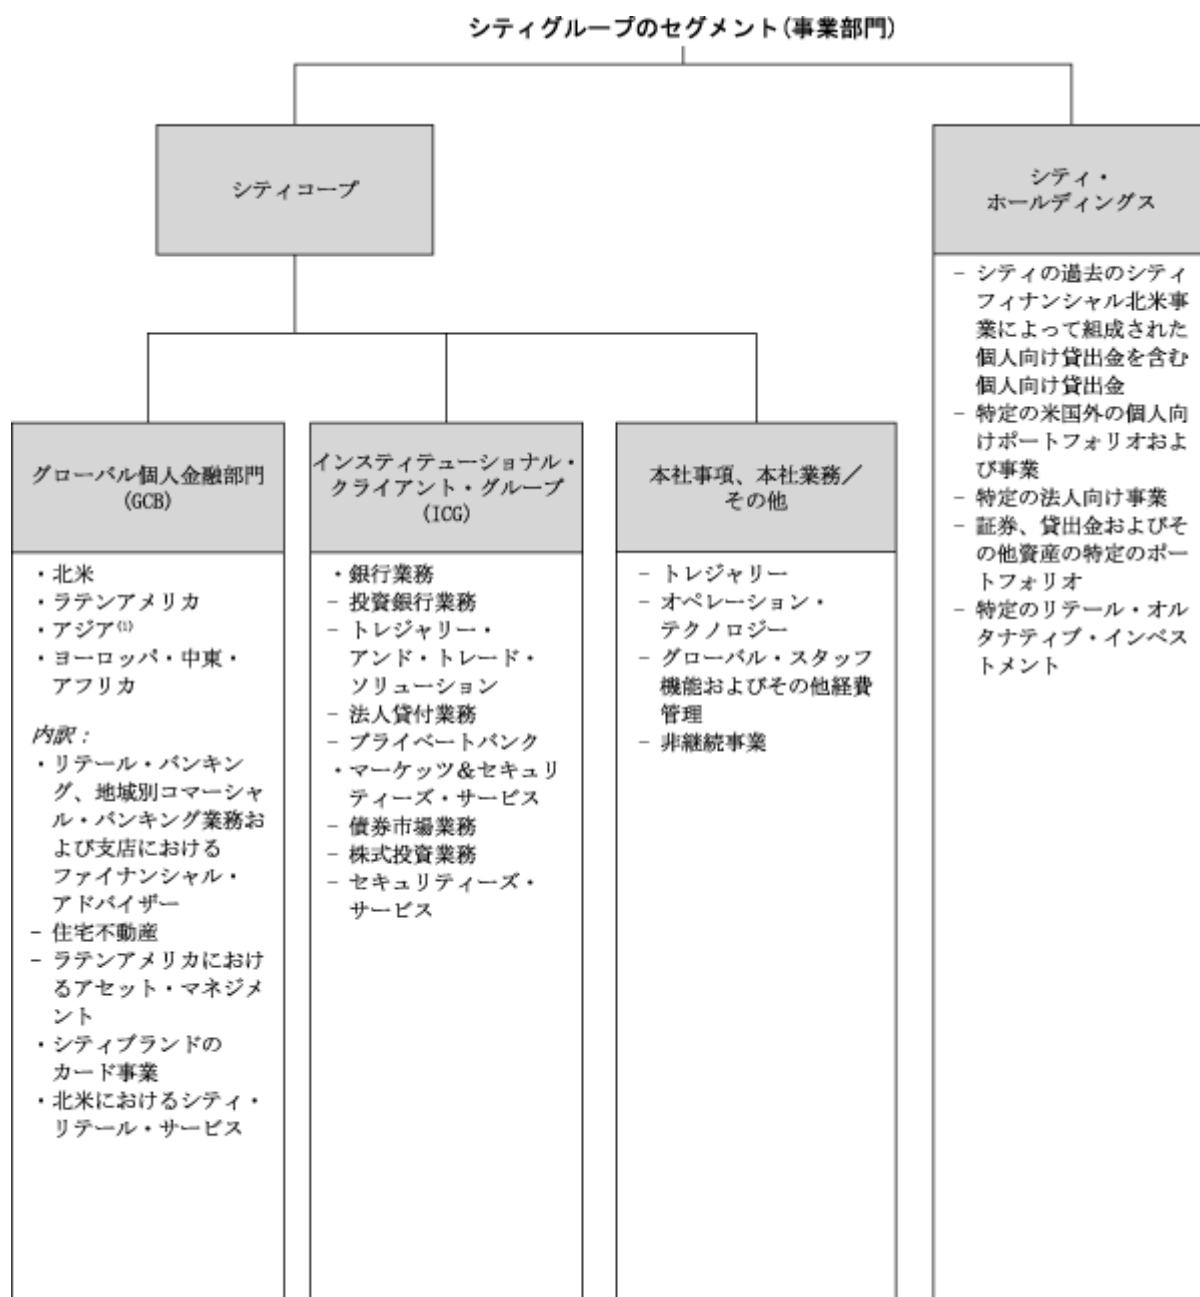 シティグループのセグメント(事業部門)
シティコープ
シティ・
ホールディングス
− シティの過去のシティ
フィナンシャル北米事
業によって組成された
個人向け貸出金を含む
個人向け貸出金
− 特定の米国外の個人向
けポートフォリオおよ
び事業
− 特定の法人向け事業
− 証券、貸出金およびそ
の他資産の特定のポー
トフォリオ
− 特定のリテール・オル
タナティブ・インベス
トメント
グローバル個人金融部門
(GCB)
・北米
・ラテンアメリカ
・アジア(1)
・ヨーロッパ・中東・
アフリカ
内訳：
・リテール・バンキン
グ、地域別コマーシャ
ル・バンキング業務お
よび支店における
ファイナンシャル・
アドバイザー
− 住宅不動産
− ラテンアメリカにおけ
るアセット・マネジメ
ント
・シティブランドの
カード事業
・北米におけるシティ・
リテール・サービス
インスティテューショナル・
クライアント・グループ
(ICG)
・銀行業務
− 投資銀行業務
− トレジャリー・
アンド・トレード・
ソリューション
− 法人貸付業務
− プライベートバンク
・マーケッツ＆セキュリ
ティーズ・サービス
− 債券市場業務
− 株式投資業務
− セキュリティーズ・
サービス
本社事項、本社業務／
その他
− トレジャリー
− オペレーション・
テクノロジー
− グローバル・スタッフ
機能およびその他経費
管理
− 非継続事業